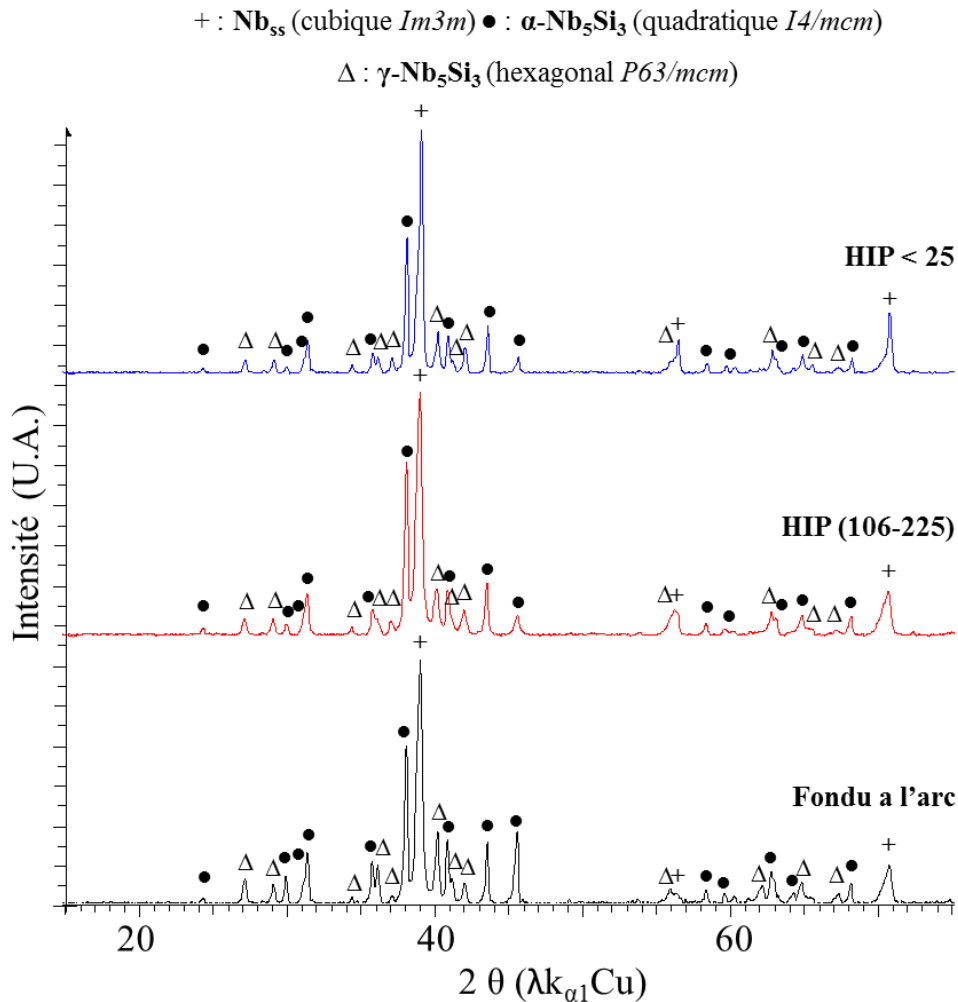 + : Nbss (cubique Im3m) ● : α-Nb5Si3 (quadratique I4/mcm)
Δ : γ-Nb5Si3 (hexagonal P63/mcm)
HIP < 25
HIP (106-225)
Fondu a l’arc
Intensité (U.A.)
20 40 60
2 θ (λkα1Cu)